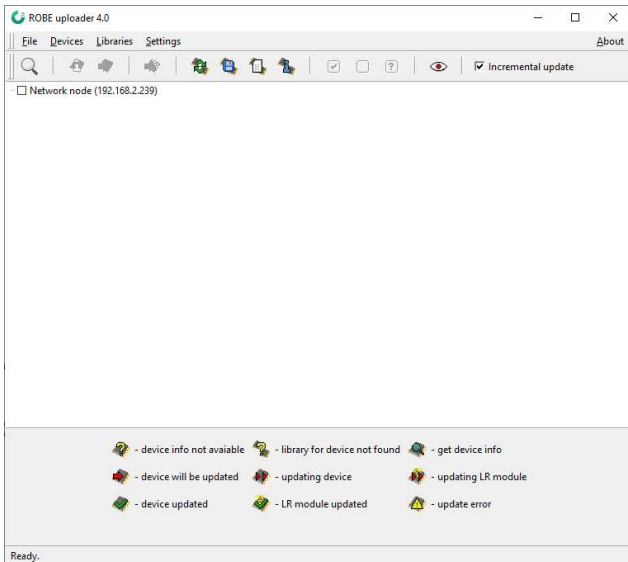 ROBE uploader 4.0
File Devices Libraries Settings About
Incremental update
Network node (192.168.2.239)
- device info not avaiable - library for device not found - get device info
- device will be updated - updating device - updating LR module
- device updated - LR module updated - update error
Ready.